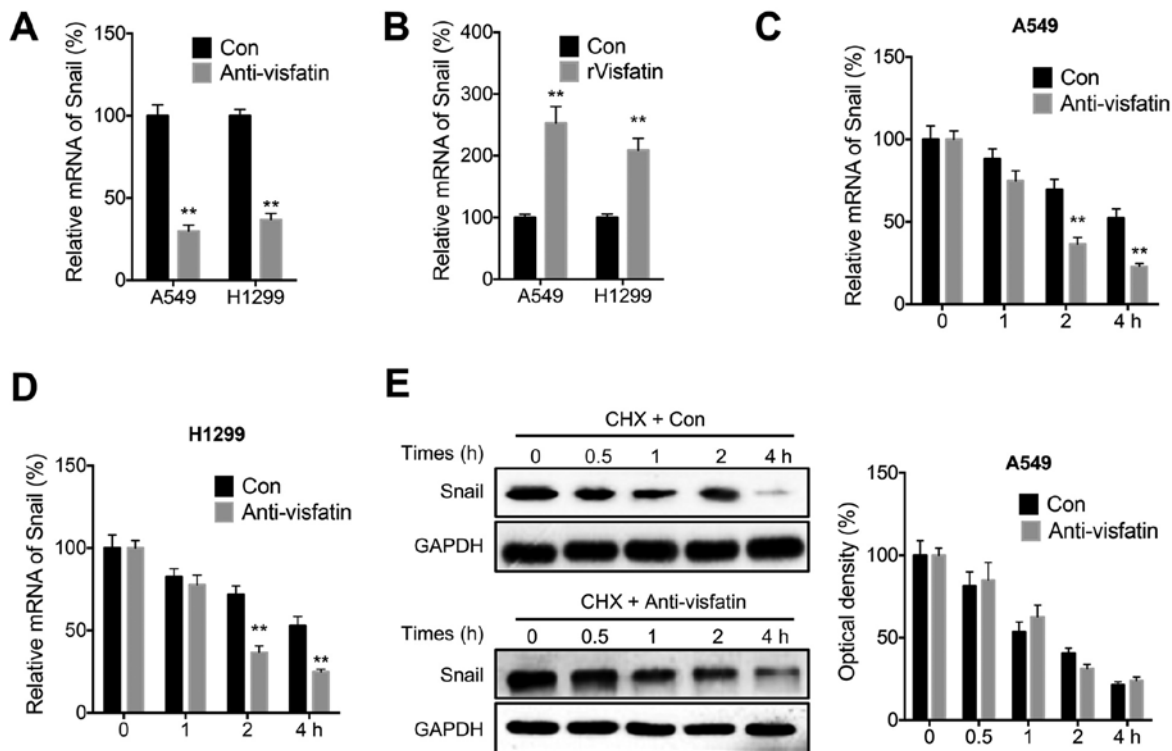 A
Relative mRNA of Snail (%)
150
100
50
0
Con
Anti-visfatin
**
**
A549
H1299
B
Relative mRNA of Snail (%)
400
300
200
100
0
Con
rVisfatin
**
**
A549
H1299
C
A549
Relative mRNA of Snail (%)
150
100
50
0
Con
Anti-visfatin
**
**
0 1 2 4 h
D
H1299
Relative mRNA of Snail (%)
150
100
50
0
Con
Anti-visfatin
**
**
0 1 2 4 h
E
CHX + Con
Times (h) 0 0.5 1 2 4 h
Snail
GAPDH
CHX + Anti-visfatin
Times (h) 0 0.5 1 2 4 h
Snail
GAPDH
A549
Optical density (%)
150
100
50
0
Con
Anti-visfatin
0 0.5 1 2 4 h